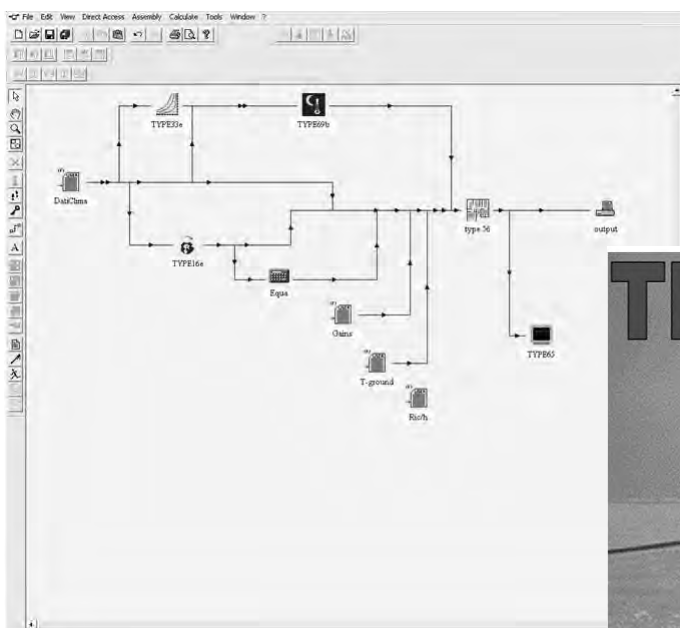 File Edit View Direct Access Assembly Calculate Tools Window ?
TYPE33e
TYPE69b
DatiClima
type 56
output
TYPE16e
Equa
Gains
TYPE65
T-ground
Ric/h